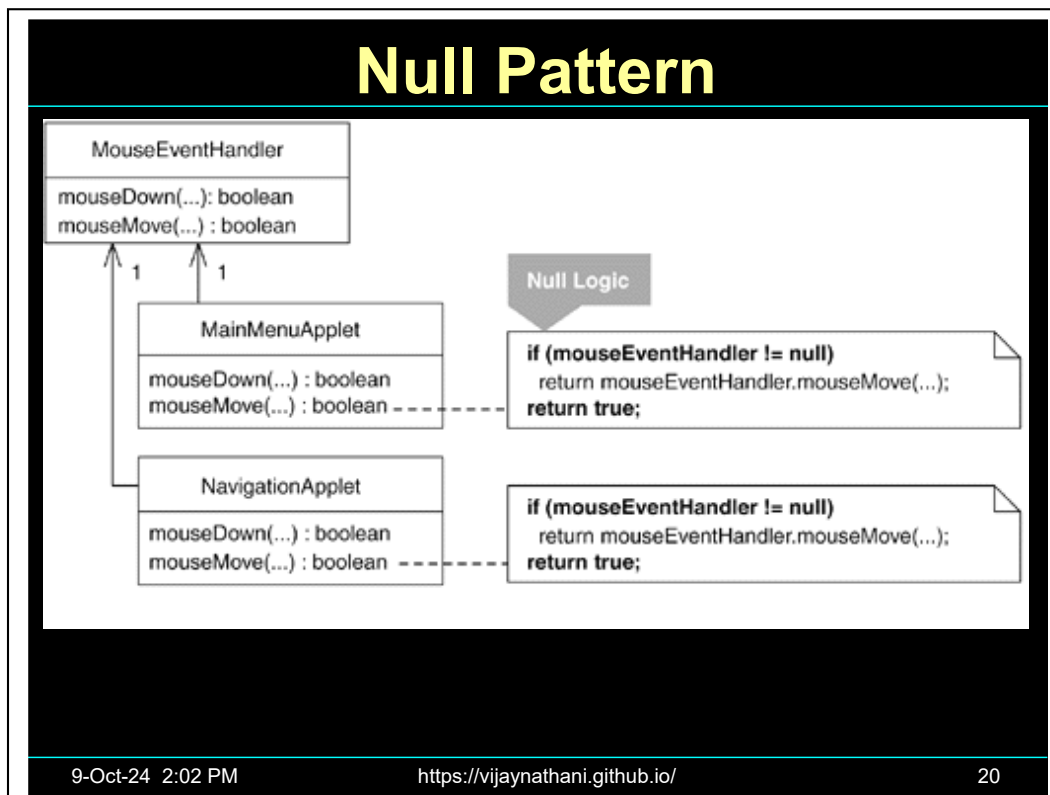 Null Pattern
MouseEventHandler
mouseDown(...): boolean
mouseMove(...) : boolean
1
1
Null Logic
MainMenuApplet
mouseDown(...) : boolean
mouseMove(...) : boolean
if (mouseEventHandler != null)
return mouseEventHandler.mouseMove(...);
return true;
NavigationApplet
mouseDown(...) : boolean
mouseMove(...) : boolean
if (mouseEventHandler != null)
return mouseEventHandler.mouseMove(...);
return true;
9-Oct-24 2:02 PM
https://vijaynathani.github.io/
20